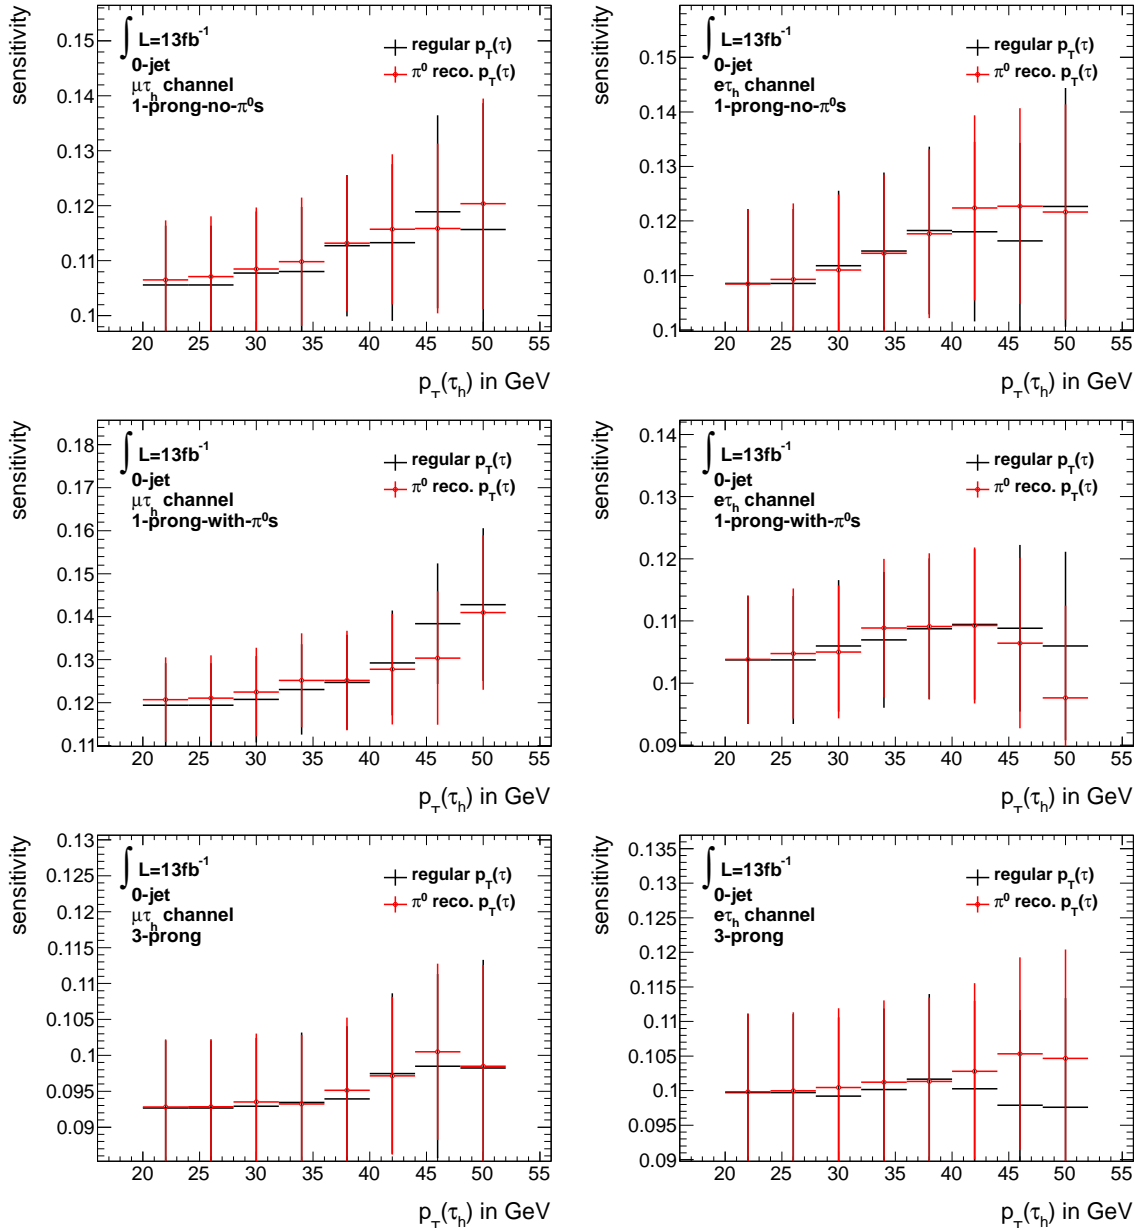 sensitivity
0.15
0.14
0.13
0.12
0.11
0.1
∫ L=13fb⁻¹
0-jet
μτₕ channel
1-prong-no-π⁰s
regular p_T(τ)
π⁰ reco. p_T(τ)
20 25 30 35 40 45 50 55
p_T(τₕ) in GeV
sensitivity
0.15
0.14
0.13
0.12
0.11
0.1
∫ L=13fb⁻¹
0-jet
eτₕ channel
1-prong-no-π⁰s
regular p_T(τ)
π⁰ reco. p_T(τ)
20 25 30 35 40 45 50 55
p_T(τₕ) in GeV
sensitivity
0.18
0.17
0.16
0.15
0.14
0.13
0.12
0.11
∫ L=13fb⁻¹
0-jet
μτₕ channel
1-prong-with-π⁰s
regular p_T(τ)
π⁰ reco. p_T(τ)
20 25 30 35 40 45 50 55
p_T(τₕ) in GeV
sensitivity
0.14
0.13
0.12
0.11
0.1
0.09
∫ L=13fb⁻¹
0-jet
eτₕ channel
1-prong-with-π⁰s
regular p_T(τ)
π⁰ reco. p_T(τ)
20 25 30 35 40 45 50 55
p_T(τₕ) in GeV
sensitivity
0.13
0.125
0.12
0.115
0.11
0.105
0.1
0.095
0.09
∫ L=13fb⁻¹
0-jet
μτₕ channel
3-prong
regular p_T(τ)
π⁰ reco. p_T(τ)
20 25 30 35 40 45 50 55
p_T(τₕ) in GeV
sensitivity
0.135
0.13
0.125
0.12
0.115
0.11
0.105
0.1
0.095
0.09
∫ L=13fb⁻¹
0-jet
eτₕ channel
3-prong
regular p_T(τ)
π⁰ reco. p_T(τ)
20 25 30 35 40 45 50 55
p_T(τₕ) in GeV